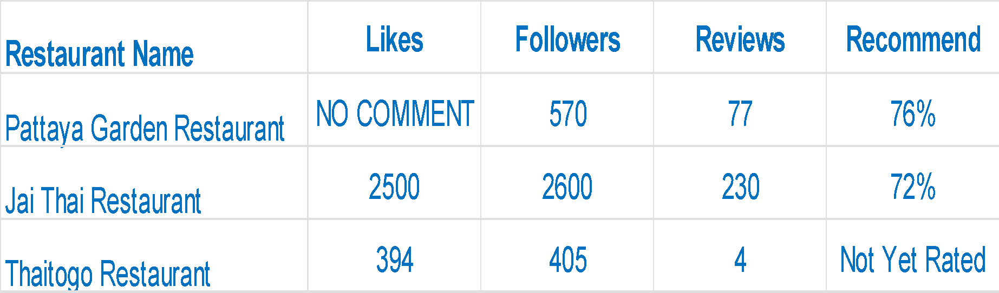 Restaurant Name Likes Followers Reviews Recommend
Pattaya Garden Restaurant NO COMMENT 570 77 76%
Jai Thai Restaurant 2500 2600 230 72%
Thaitogo Restaurant 394 405 4 Not Yet Rated